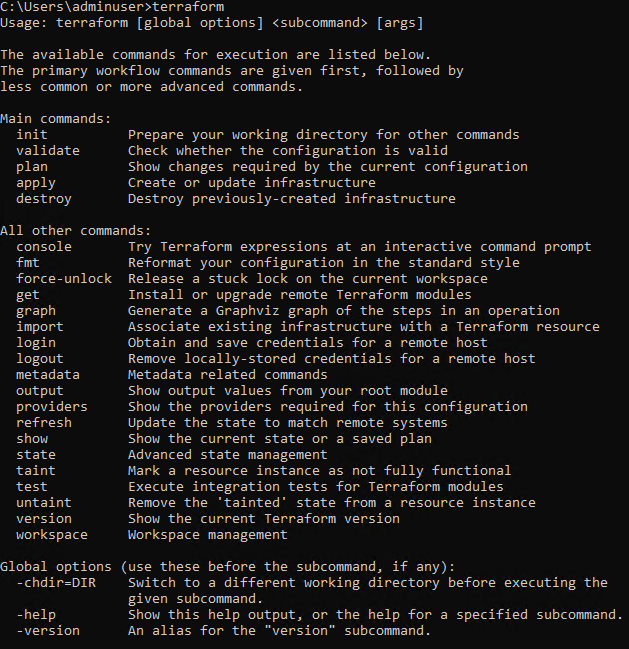 C:\Users\adminuser>terraform
Usage: terraform [global options] <subcommand> [args]

The available commands for execution are listed below.
The primary workflow commands are given first, followed by
less common or more advanced commands.

Main commands:
  init          Prepare your working directory for other commands
  validate      Check whether the configuration is valid
  plan          Show changes required by the current configuration
  apply         Create or update infrastructure
  destroy       Destroy previously-created infrastructure

All other commands:
  console       Try Terraform expressions at an interactive command prompt
  fmt           Reformat your configuration in the standard style
  force-unlock  Release a stuck lock on the current workspace
  get           Install or upgrade remote Terraform modules
  graph         Generate a Graphviz graph of the steps in an operation
  import        Associate existing infrastructure with a Terraform resource
  login         Obtain and save credentials for a remote host
  logout        Remove locally-stored credentials for a remote host
  metadata      Metadata related commands
  output        Show output values from your root module
  providers     Show the providers required for this configuration
  refresh       Update the state to match remote systems
  show          Show the current state or a saved plan
  state         Advanced state management
  taint         Mark a resource instance as not fully functional
  test          Execute integration tests for Terraform modules
  untaint       Remove the 'tainted' state from a resource instance
  version       Show the current Terraform version
  workspace     Workspace management

Global options (use these before the subcommand, if any):
  -chdir=DIR    Switch to a different working directory before executing the
                given subcommand.
  -help         Show this help output, or the help for a specified subcommand.
  -version      An alias for the "version" subcommand.